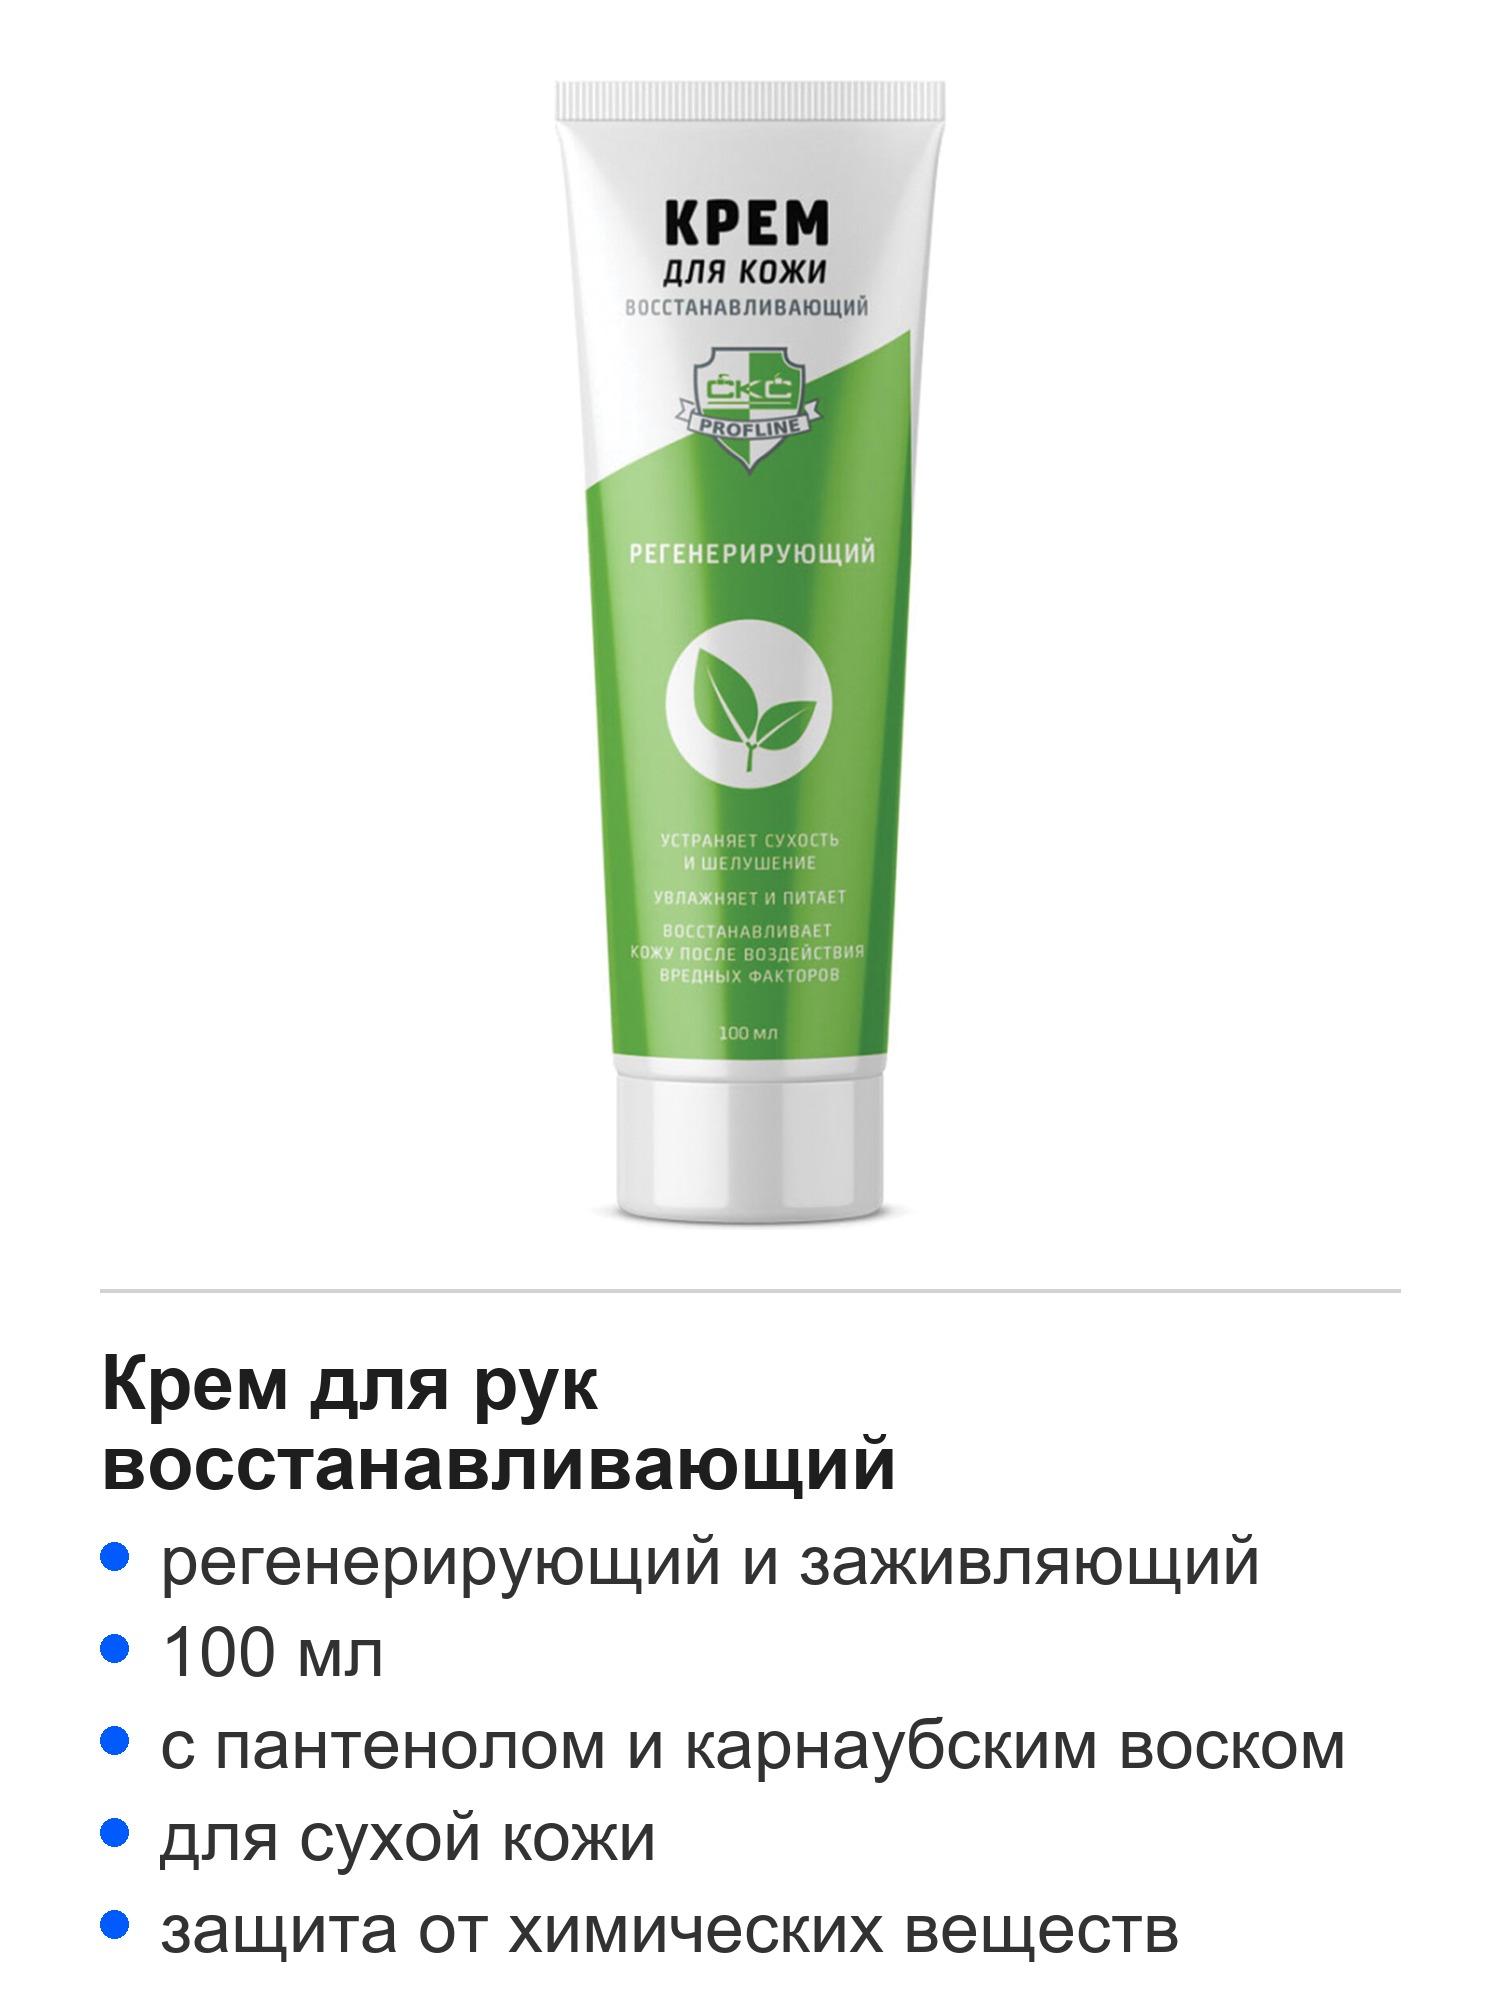 КРЕМ
ДЛЯ КОЖИ
ВОССТАНАВЛИВАЮЩИЙ
СКС
PROFLINE
РЕГЕНЕРИРУЮЩИЙ
УСТРАНЯЕТ СУХОСТЬ
И ШЕЛУШЕНИЕ
УВЛАЖНЯЕТ И ПИТАЕТ
ВОССТАНАВЛИВАЕТ
КОЖУ ПОСЛЕ ВОЗДЕЙСТВИЯ
ВРЕДНЫХ ФАКТОРОВ
100 мл
Крем для рук
восстанавливающий
регенерирующий и заживляющий
100 мл
с пантенолом и карнаубским воском
для сухой кожи
защита от химических веществ